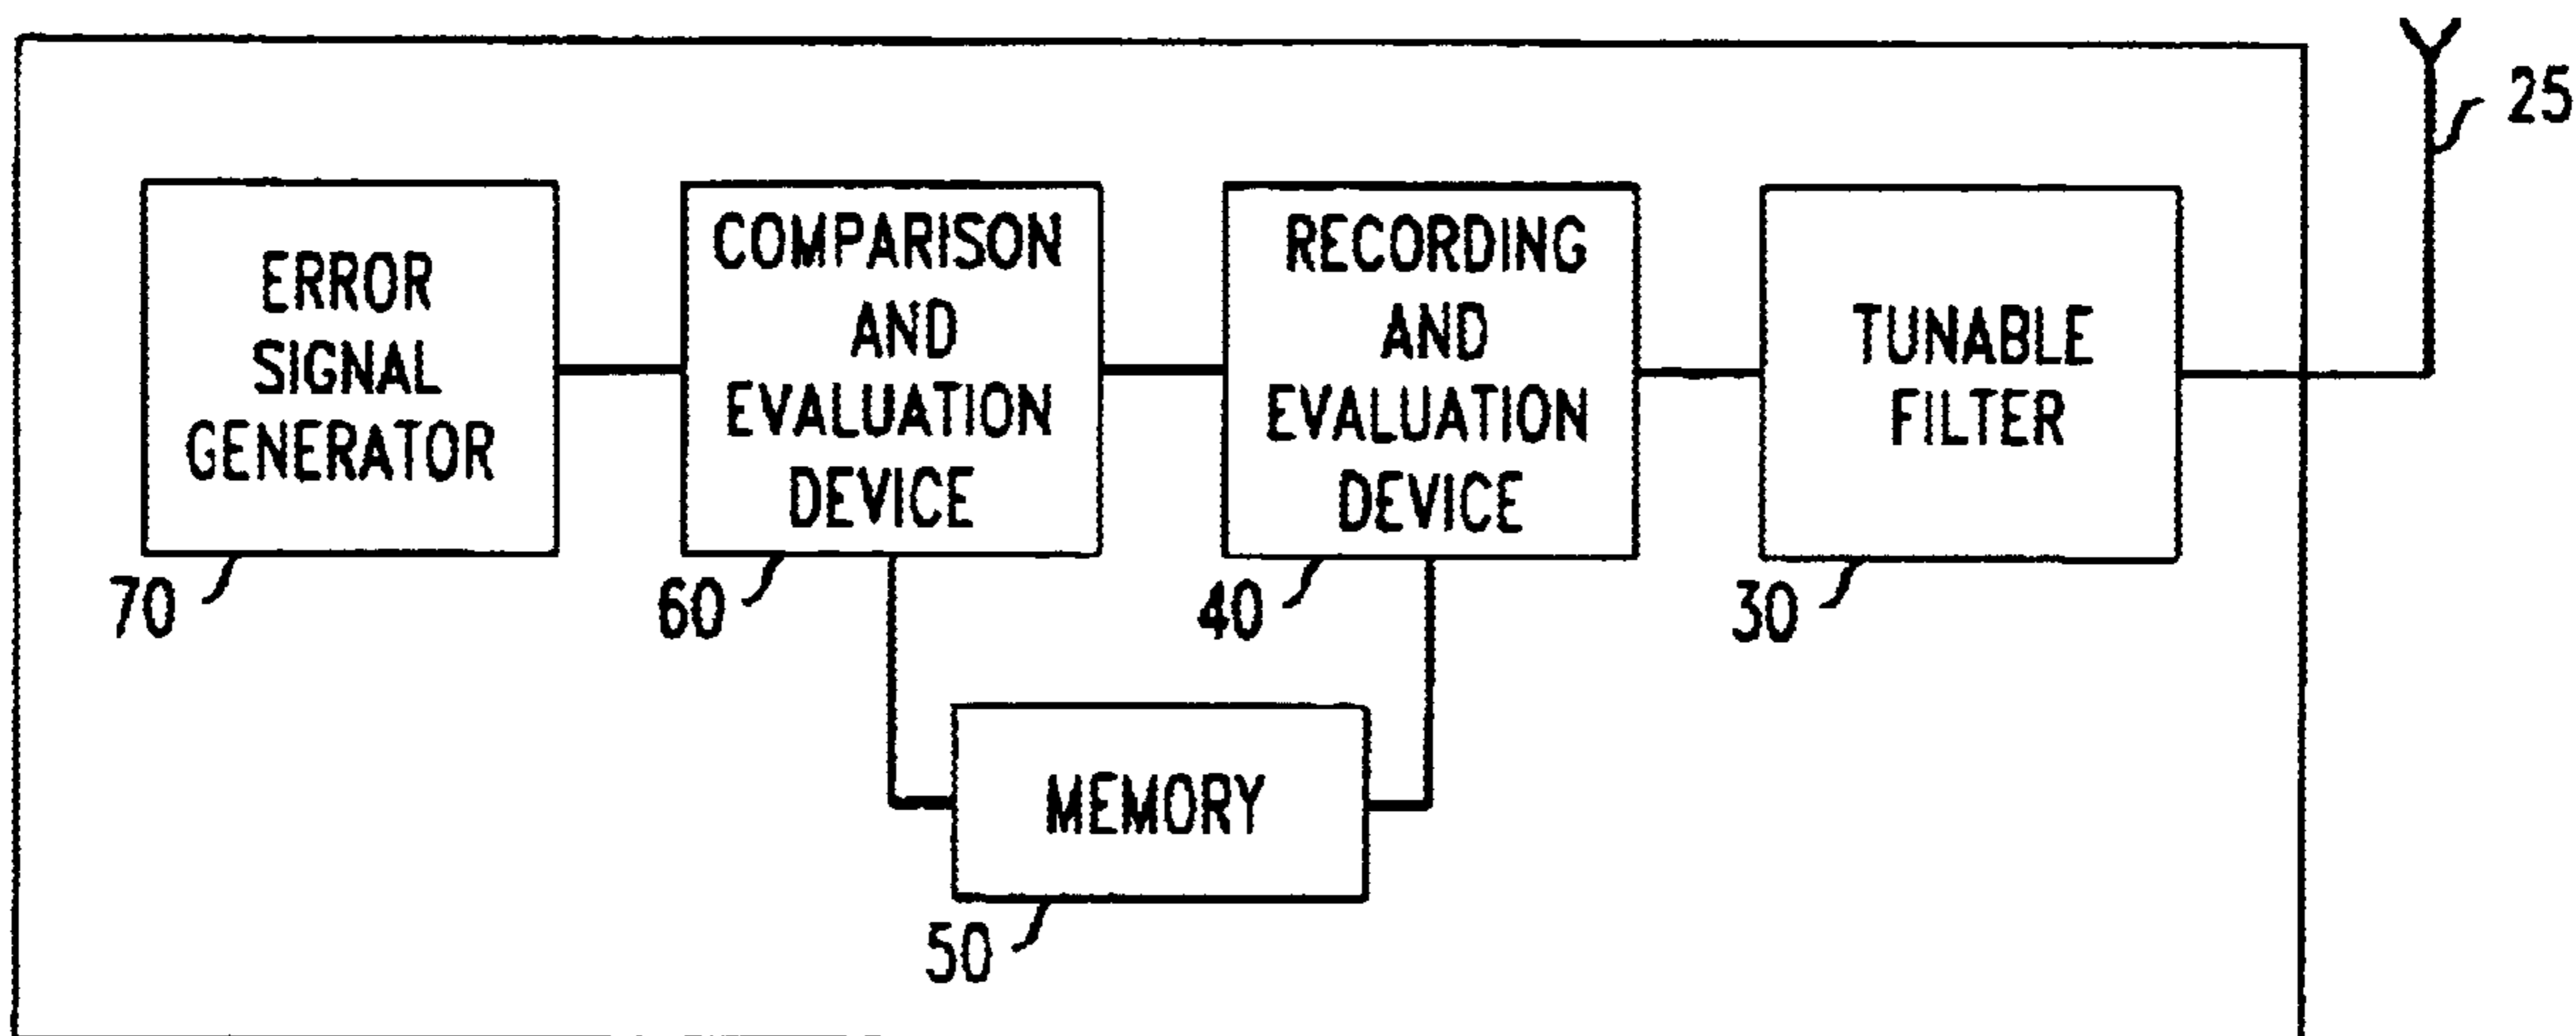 25
ERROR
SIGNAL
GENERATOR
COMPARISON
AND
EVALUATION
DEVICE
RECORDING
AND
EVALUATION
DEVICE
TUNABLE
FILTER
70
60
40
30
MEMORY
50